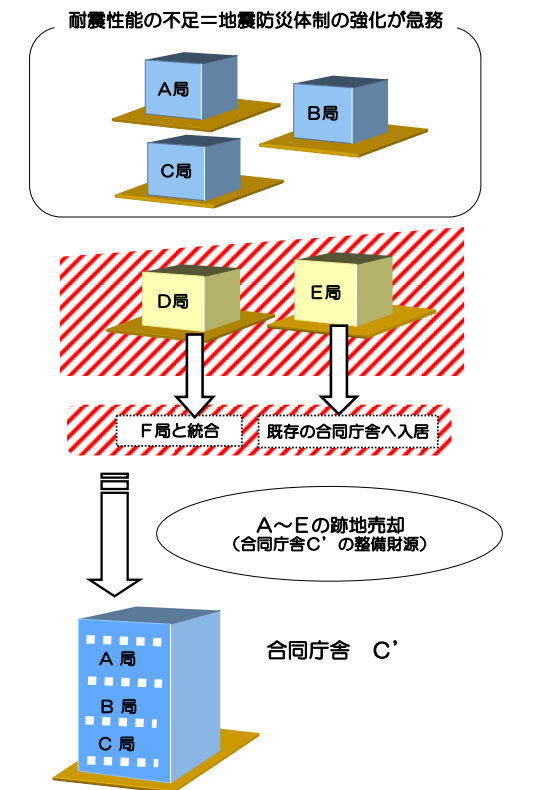 耐震性能の不足＝地震防災体制の強化が急務
Ａ局
Ｂ局
Ｃ局
Ｄ局
Ｅ局
Ｆ局と統合
既存の合同庁舎へ入居
Ａ～Ｅの跡地売却
（合同庁舎Ｃ’の整備財源）
合同庁舎　Ｃ’
Ａ 局
Ｂ 局
Ｃ 局